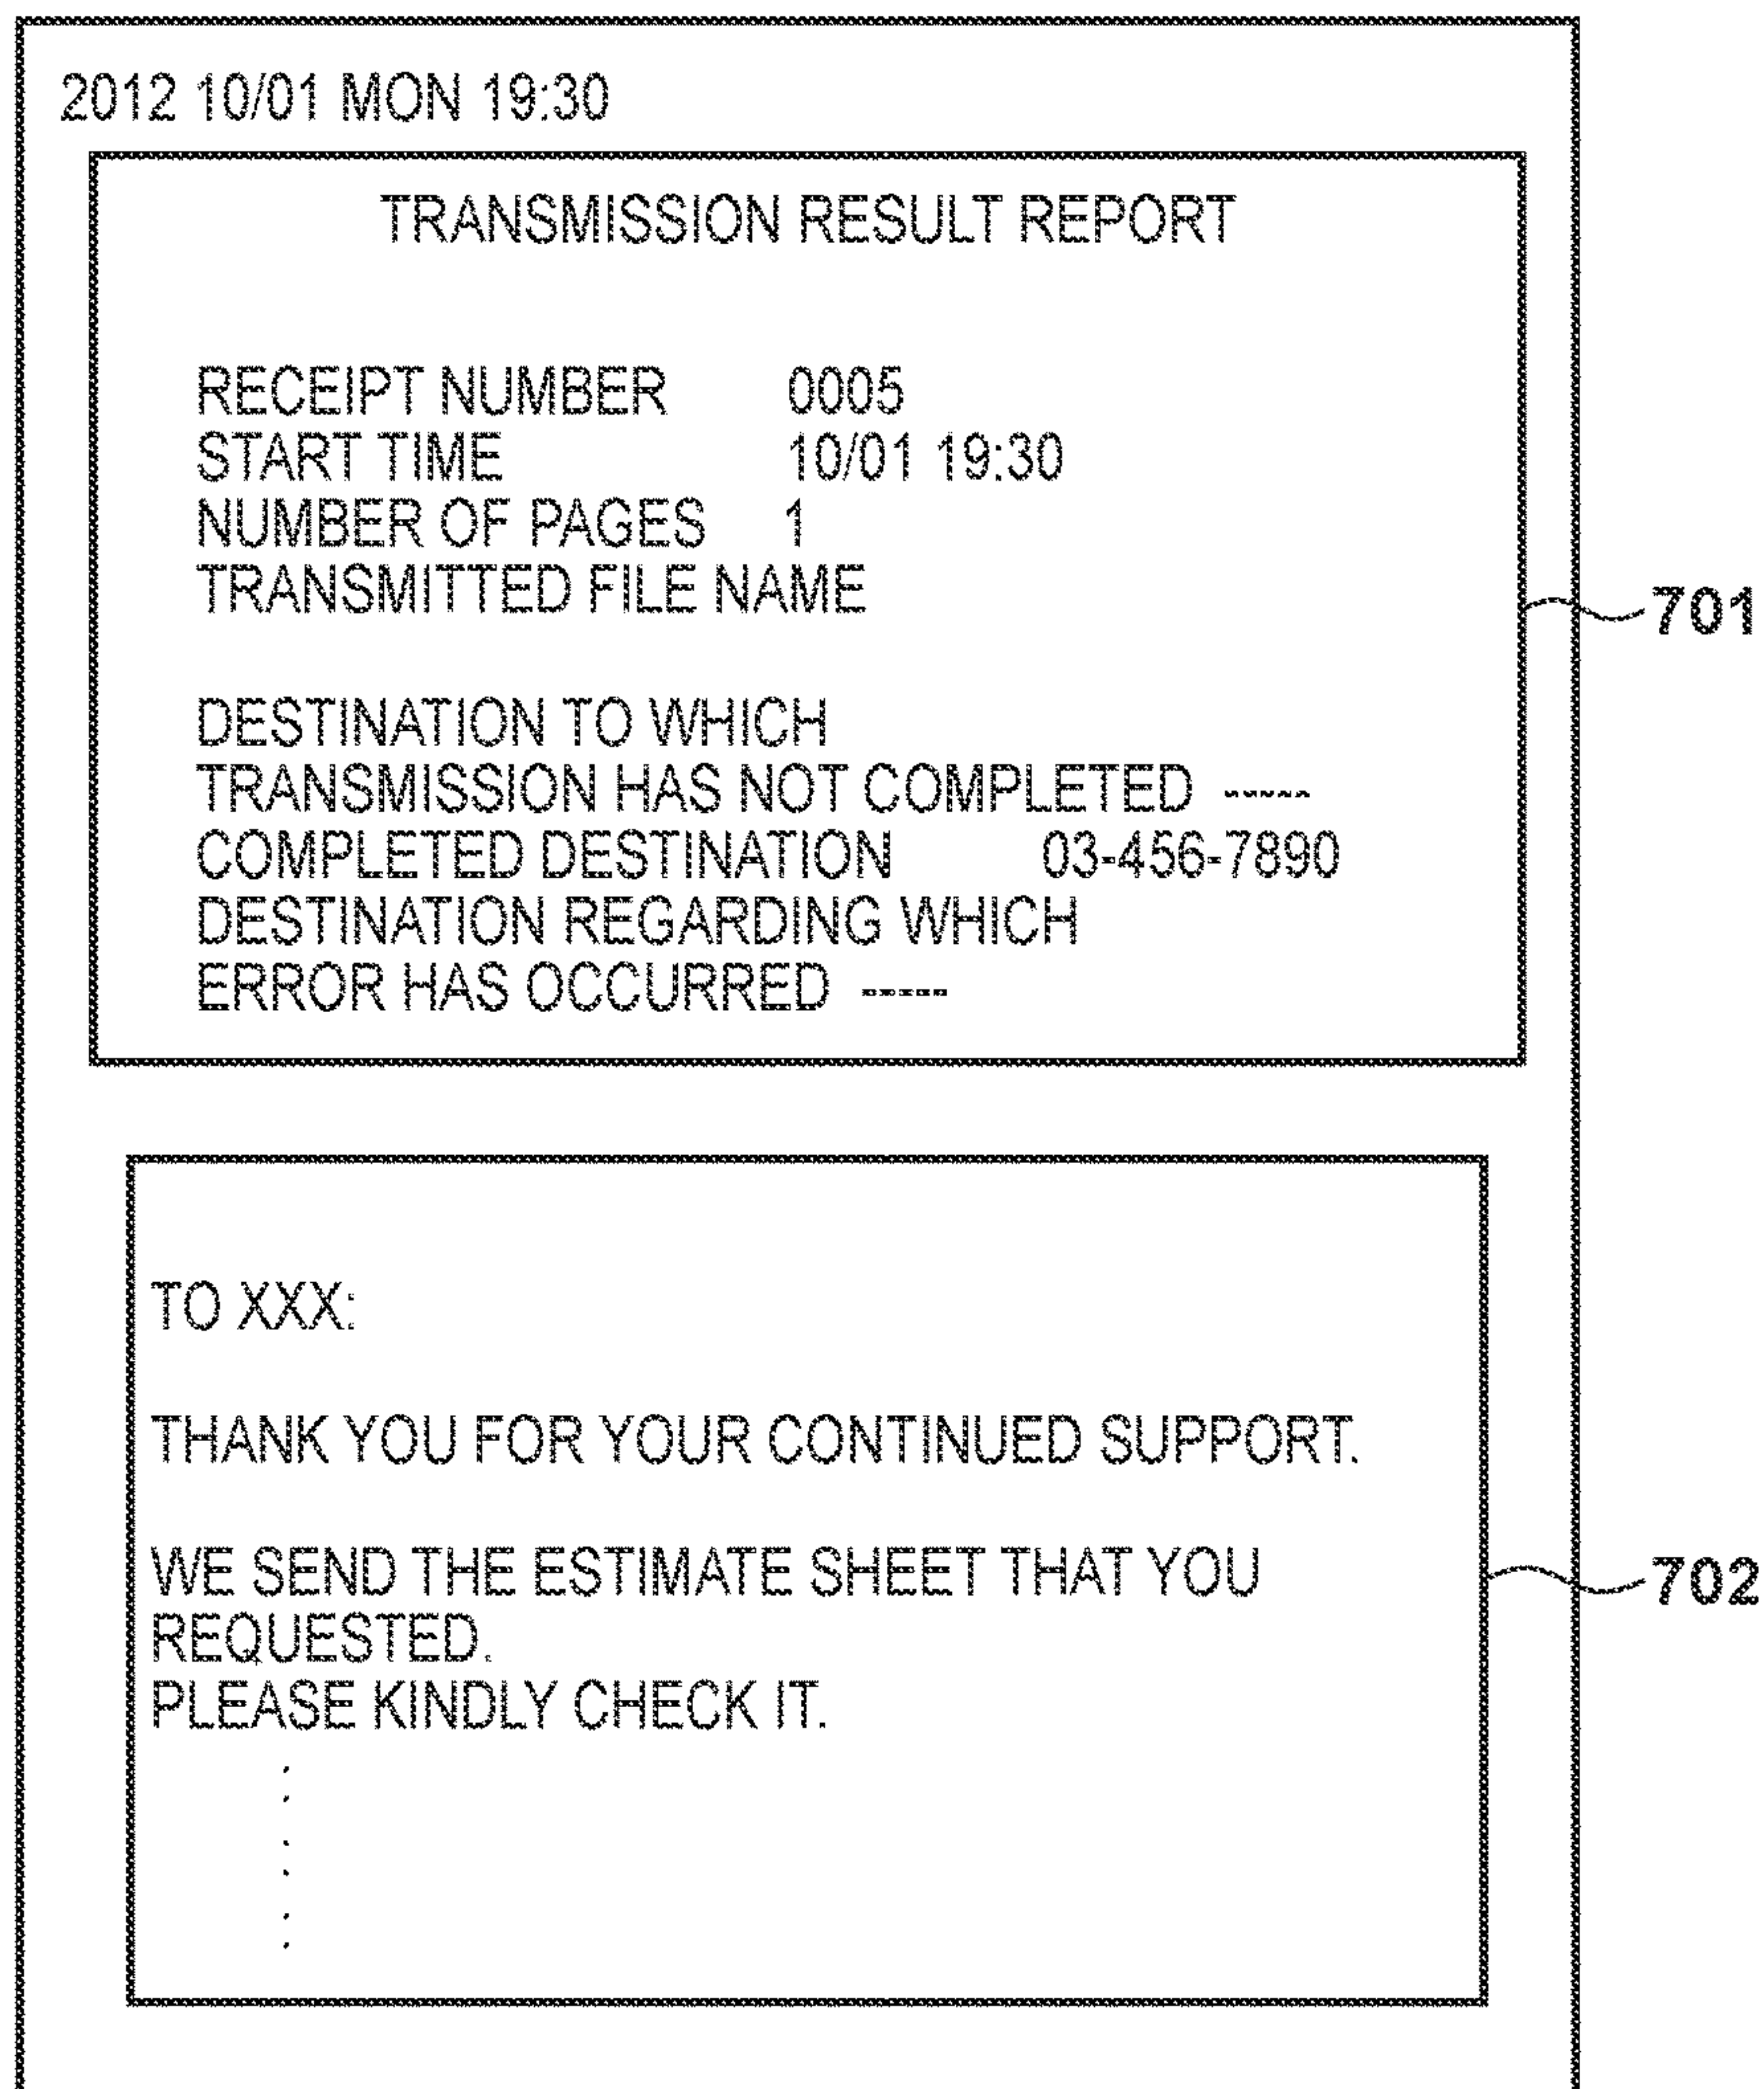 2012 10/01 MON 19:30
TRANSMISSION RESULT REPORT
RECEIPT NUMBER 0005
START TIME 10/01 19:30
NUMBER OF PAGES 1
TRANSMITTED FILE NAME
701
DESTINATION TO WHICH
TRANSMISSION HAS NOT COMPLETED -----
COMPLETED DESTINATION 03-456-7890
DESTINATION REGARDING WHICH
ERROR HAS OCCURRED -----
TO XXX:
THANK YOU FOR YOUR CONTINUED SUPPORT.
WE SEND THE ESTIMATE SHEET THAT YOU
702
REQUESTED.
PLEASE KINDLY CHECK IT.